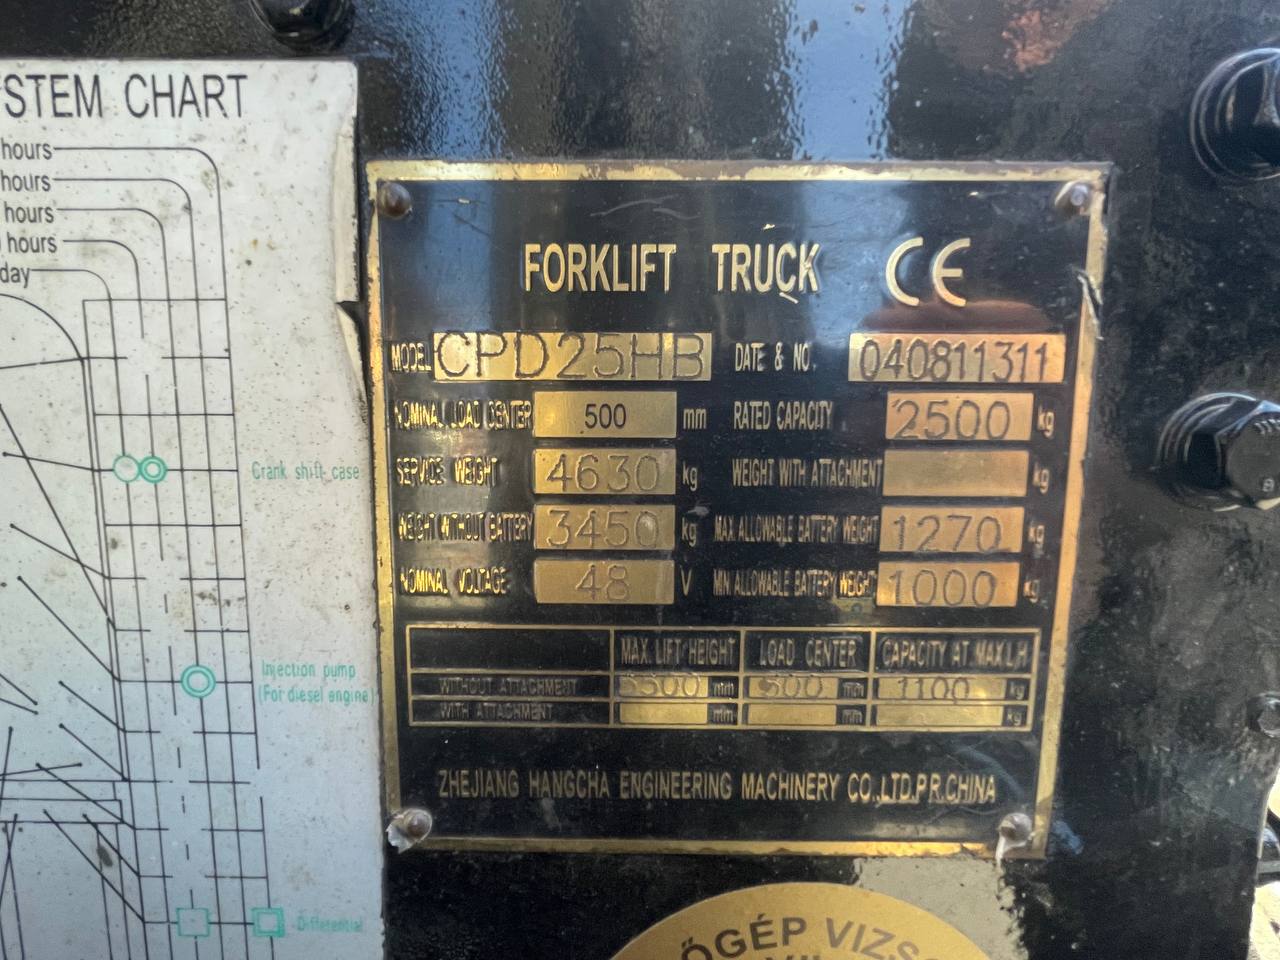 STEM CHART
hours
hours
hours
hours
day
Crank shift-case
Injection pump
(For diesel engine)
Differential
FORKLIFT TRUCK CE
MODEL CPD25HB DATE & NO. 040811311
NOMINAL LOAD CENTER 500 mm RATED CAPACITY 2500 kg
SERVICE WEIGHT 4630 kg WEIGHT WITH ATTACHMENT kg
WEIGHT WITHOUT BATTERY 3450 kg MAX ALLOWABLE BATTERY WEIGHT 1270 kg
NOMINAL VOLTAGE 48 V MIN ALLOWABLE BATTERY WEIGHT 1000 kg
MAX. LIFT HEIGHT LOAD CENTER CAPACITY AT MAX L/H
WITHOUT ATTACHMENT mm 500 mm 1100 kg
WITH ATTACHMENT mm mm kg
ZHEJIANG HANGCHA ENGINEERING MACHINERY CO.,LTD.P.R.CHINA